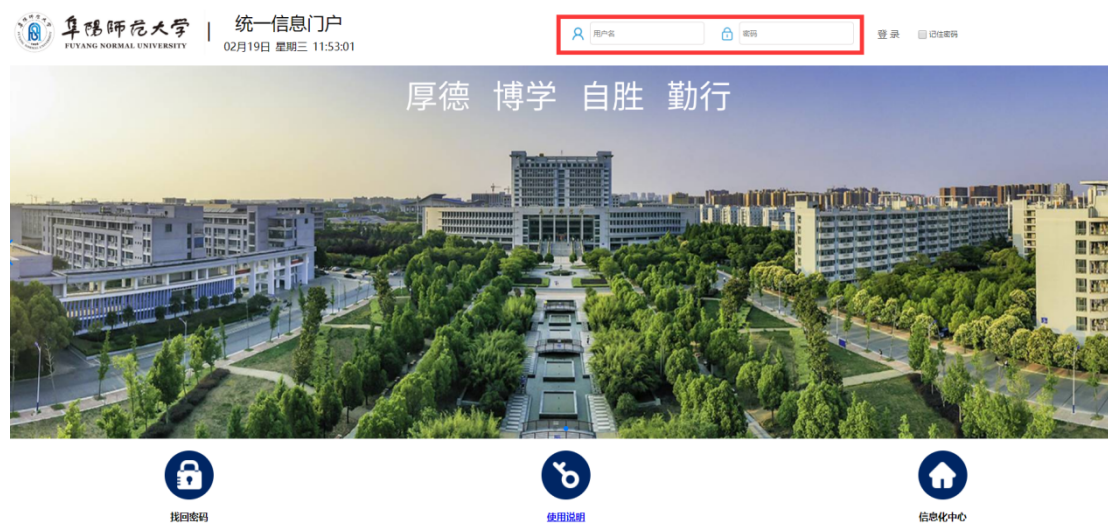 阜陽師范大学
FUYANG NORMAL UNIVERSITY
统一信息门户
02月19日 星期三 11:53:01
用户名
密码
登 录
记住密码
厚德 博学 自胜 勤行
找回密码
使用说明
信息化中心